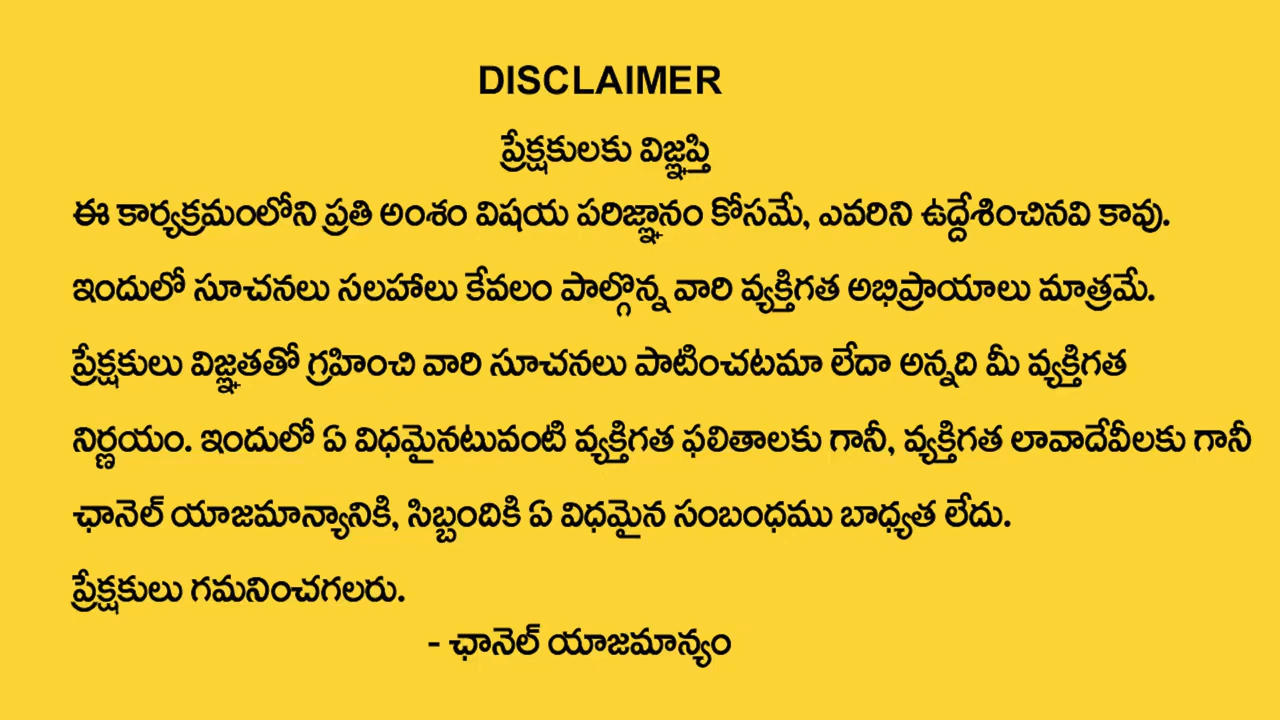 DISCLAIMER
ప్రేక్షకులకు విజ్ఞప్తి
ఈ కార్యక్రమంలోని ప్రతి అంశం విషయ పరిజ్ఞానం కోసమే, ఎవరిని ఉద్దేశించినవి కావు.
ఇందులో సూచనలు సలహాలు కేవలం పాల్గొన్న వారి వ్యక్తిగత అభిప్రాయాలు మాత్రమే.
ప్రేక్షకులు విజ్ఞతతో గ్రహించి వారి సూచనలు పాటించటమా లేదా అన్నది మీ వ్యక్తిగత
నిర్ణయం. ఇందులో ఏ విధమైనటువంటి వ్యక్తిగత ఫలితాలకు గానీ, వ్యక్తిగత లావాదేవీలకు గానీ
ఛానెల్ యాజమాన్యానికి, సిబ్బందికి ఏ విధమైన సంబంధము బాధ్యత లేదు.
ప్రేక్షకులు గమనించగలరు.
- ఛానెల్ యాజమాన్యం